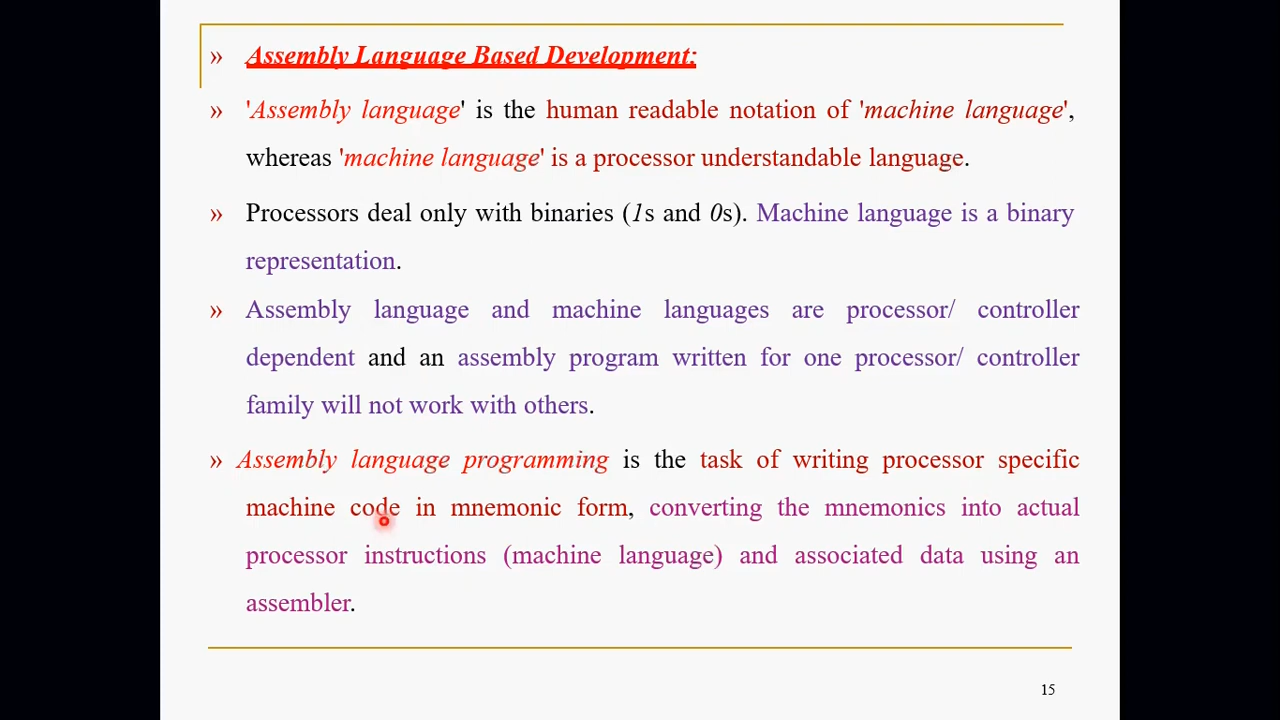 » Assembly Language Based Development:
» 'Assembly language' is the human readable notation of 'machine language',
whereas 'machine language' is a processor understandable language.
» Processors deal only with binaries (1s and 0s). Machine language is a binary
representation.
» Assembly language and machine languages are processor/ controller
dependent and an assembly program written for one processor/ controller
family will not work with others.
» Assembly language programming is the task of writing processor specific
machine code in mnemonic form, converting the mnemonics into actual
processor instructions (machine language) and associated data using an
assembler.
15